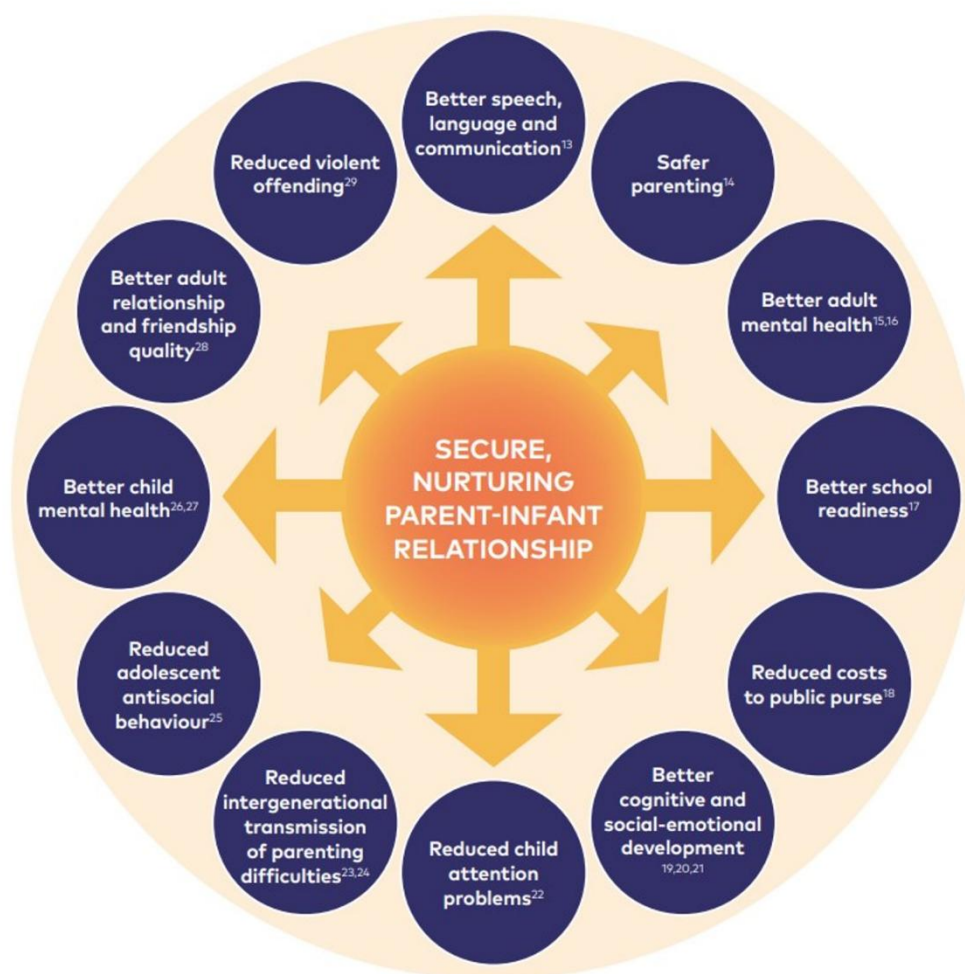 Better speech,
language and
communication13
Safer
parenting14
Better adult
mental health15,16
Better school
readiness17
Reduced costs
to public purse18
Better
cognitive and
social-emotional
development
19,20,21
Reduced child
attention
problems22
Reduced
intergenerational
transmission
of parenting
difficulties23,24
Reduced
adolescent
antisocial
behaviour25
Better child
mental health26,27
Better adult
relationship
and friendship
quality28
Reduced violent
offending29
SECURE,
NURTURING
PARENT-INFANT
RELATIONSHIP